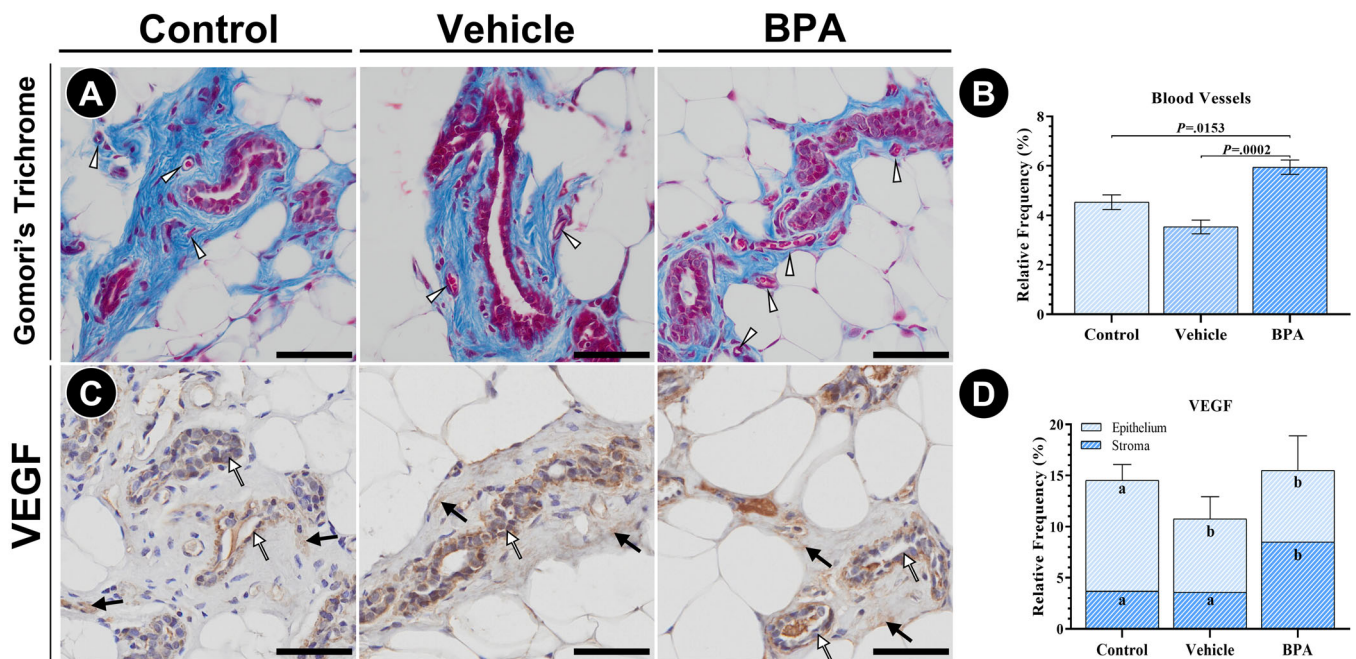 Control Vehicle BPA
Gomori's Trichrome
A
B
Blood Vessels
P=.0153
P=.0002
Relative Frequency (%)
8
6
4
2
0
Control Vehicle BPA
VEGF
C
D
VEGF
Epithelium
Stroma
Relative Frequency (%)
20
15
10
5
0
a
b
b
a
a
b
Control Vehicle BPA